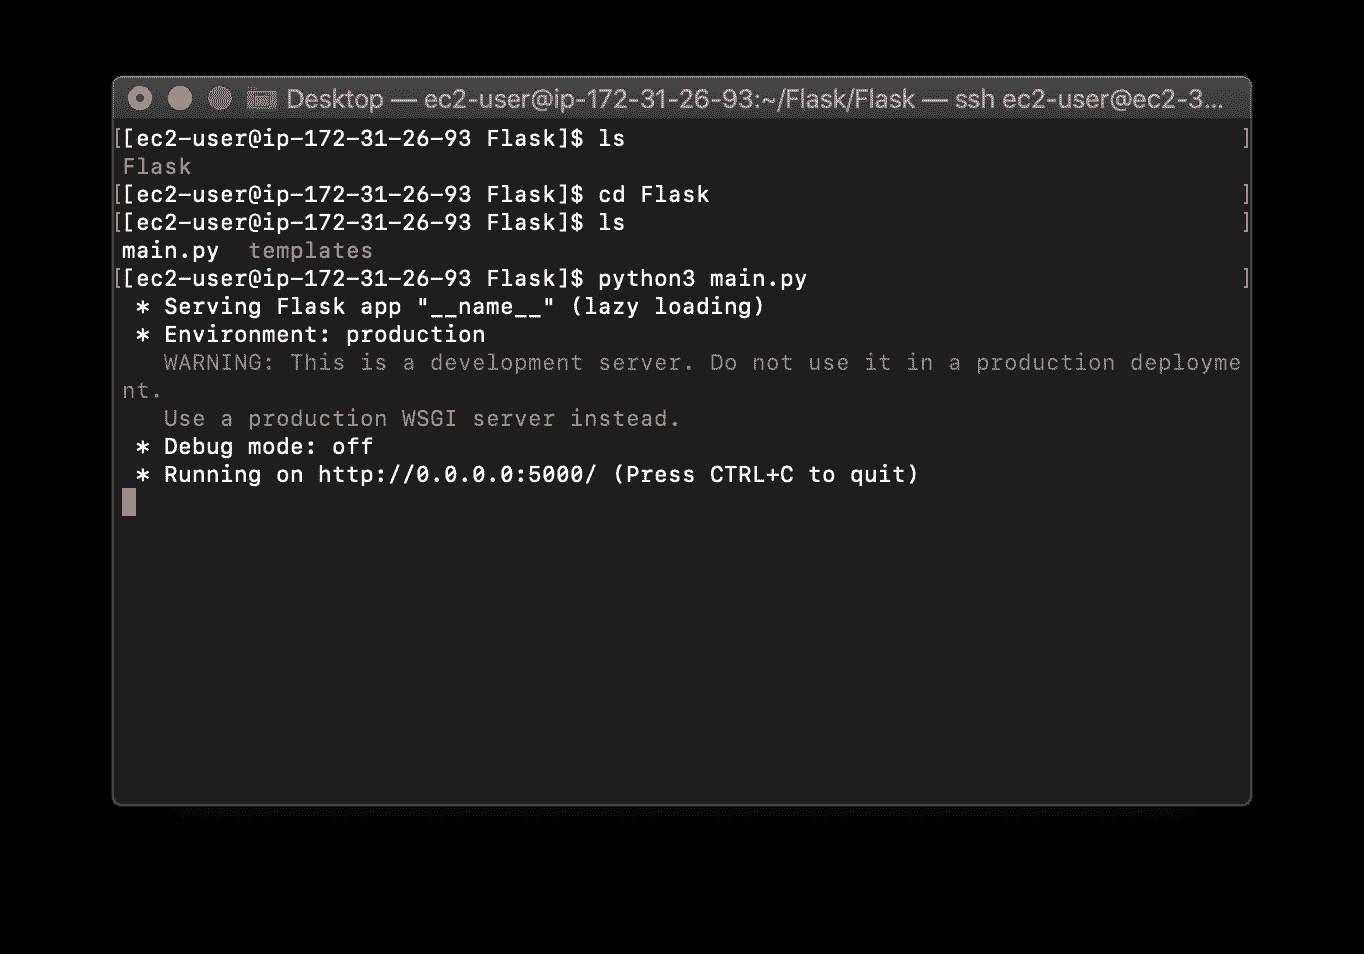 Desktop — ec2-user@ip-172-31-26-93:~/Flask/Flask — ssh ec2-user@ec2-3...
[[ec2-user@ip-172-31-26-93 Flask]$ ls ]
Flask
[[ec2-user@ip-172-31-26-93 Flask]$ cd Flask ]
[[ec2-user@ip-172-31-26-93 Flask]$ ls ]
main.py  templates
[[ec2-user@ip-172-31-26-93 Flask]$ python3 main.py ]
 * Serving Flask app "__name__" (lazy loading)
 * Environment: production
   WARNING: This is a development server. Do not use it in a production deployme
nt.
   Use a production WSGI server instead.
 * Debug mode: off
 * Running on http://0.0.0.0:5000/ (Press CTRL+C to quit)